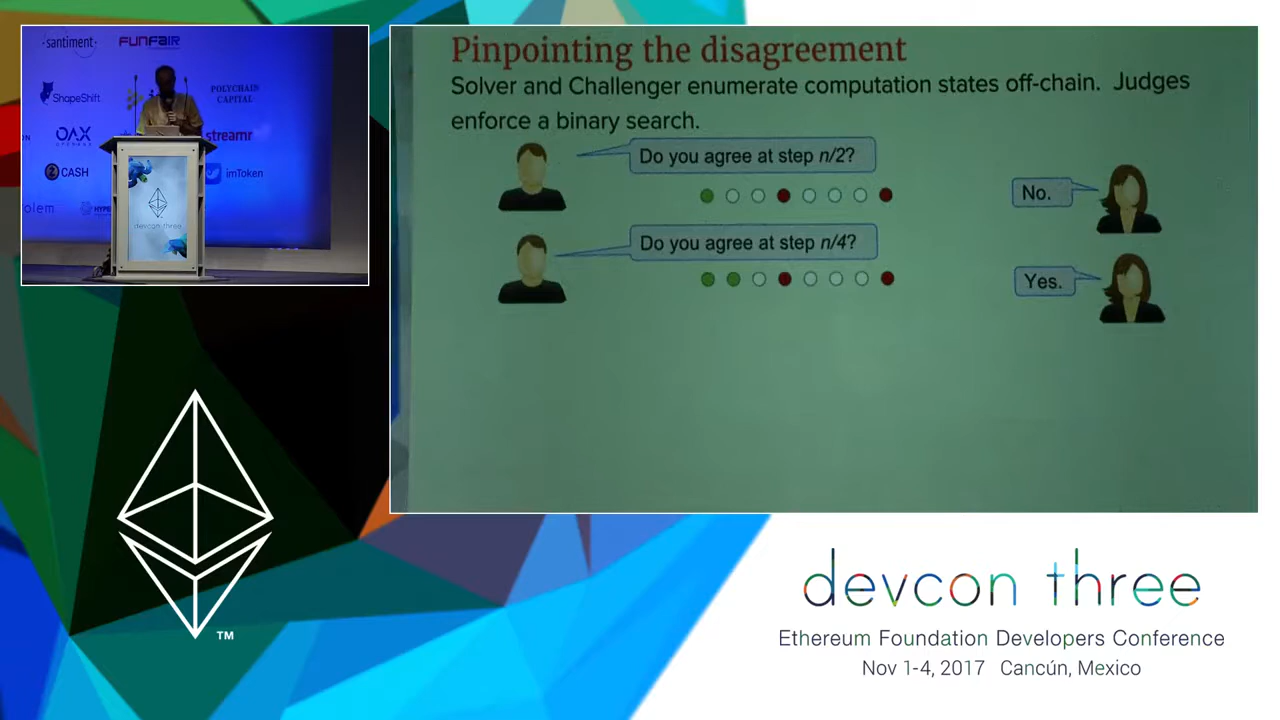 santiment
FUNFAIR
ShapeShift
POLYCHAIN
CAPITAL
OAX
streamr
CASH
imToken
devcon three
Pinpointing the disagreement
Solver and Challenger enumerate computation states off-chain. Judges
enforce a binary search.
Do you agree at step n/2?
No.
Do you agree at step n/4?
Yes.
TM
devcon three
Ethereum Foundation Developers Conference
Nov 1-4, 2017 Cancún, Mexico